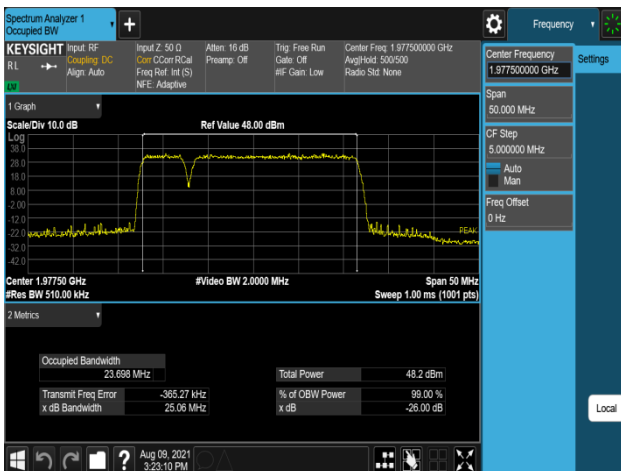 Spectrum Analyzer 1
Occupied BW
+
Frequency
KEYSIGHT
RL
Input: RF
Coupling: DC
Align: Auto
Input Z: 50 Ω
Corr CCorr RCal
Freq Ref: Int (S)
NFE: Adaptive
Atten: 16 dB
Preamp: Off
Trig: Free Run
Gate: Off
#IF Gain: Low
Center Freq: 1.977500000 GHz
Avg|Hold: 500/500
Radio Std: None
Center Frequency
1.977500000 GHz
Settings
Span
50.000 MHz
CF Step
5.000000 MHz
Auto
Man
Freq Offset
0 Hz
1 Graph
Scale/Div 10.0 dB
Ref Value 48.00 dBm
Log
38.0
28.0
18.0
8.00
-2.00
-12.0
-22.0
-32.0
-42.0
PEAK
Center 1.97750 GHz
#Video BW 2.0000 MHz
Span 50 MHz
#Res BW 510.00 kHz
Sweep 1.00 ms (1001 pts)
2 Metrics
Occupied Bandwidth
23.698 MHz
Total Power
48.2 dBm
Transmit Freq Error
-365.27 kHz
% of OBW Power
99.00 %
x dB Bandwidth
25.06 MHz
x dB
-26.00 dB
Local
?
Aug 09, 2021
3:23:10 PM